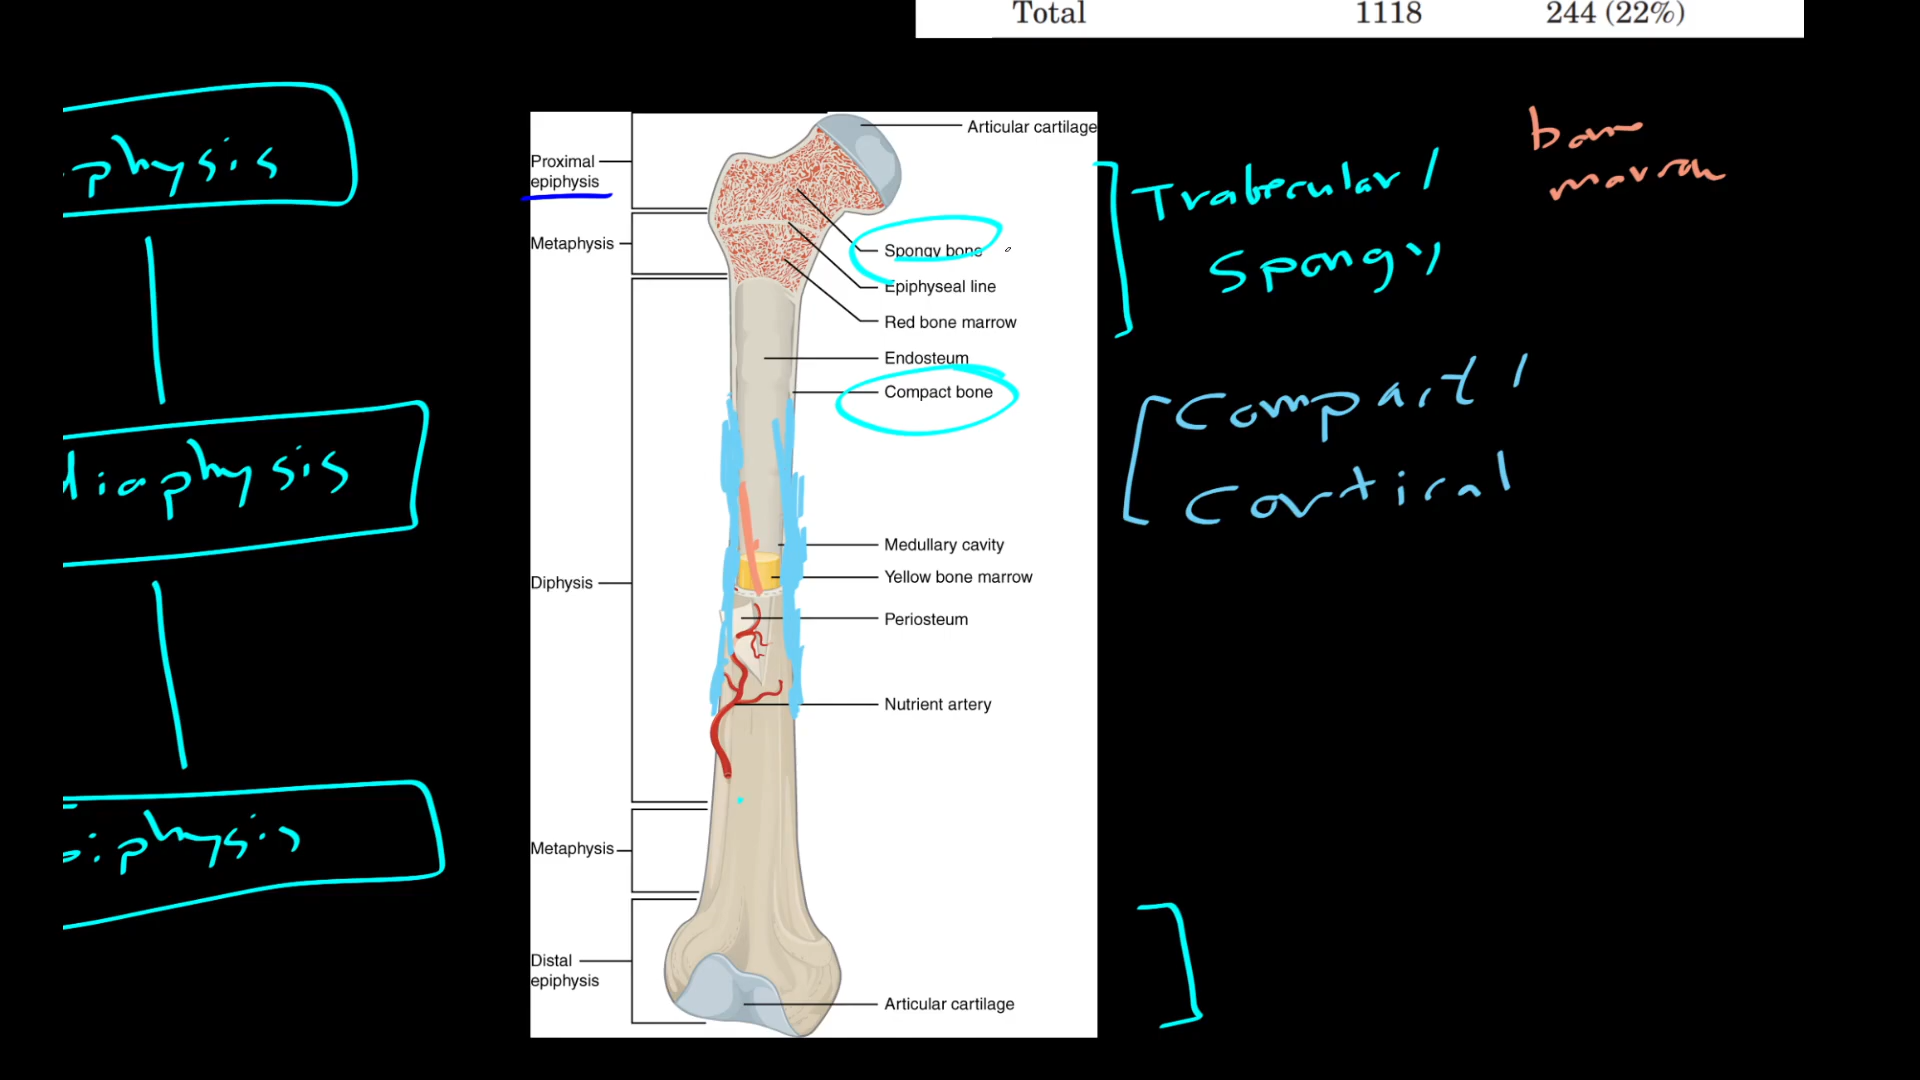 Total 1118 244 (22%)
physis
diaphysis
piphysis
Proximal
epiphysis
Metaphysis
Diphysis
Metaphysis
Distal
epiphysis
Articular cartilage
Spongy bone
Epiphyseal line
Red bone marrow
Endosteum
Compact bone
Medullary cavity
Yellow bone marrow
Periosteum
Nutrient artery
Articular cartilage
Trabecular /
Spongy
Compact /
Cortical
bone
marrow